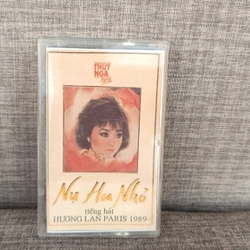 THUY
NGA
Nụ Hoa Nhỏ
tiếng hát
HƯƠNG LAN PARIS 1989